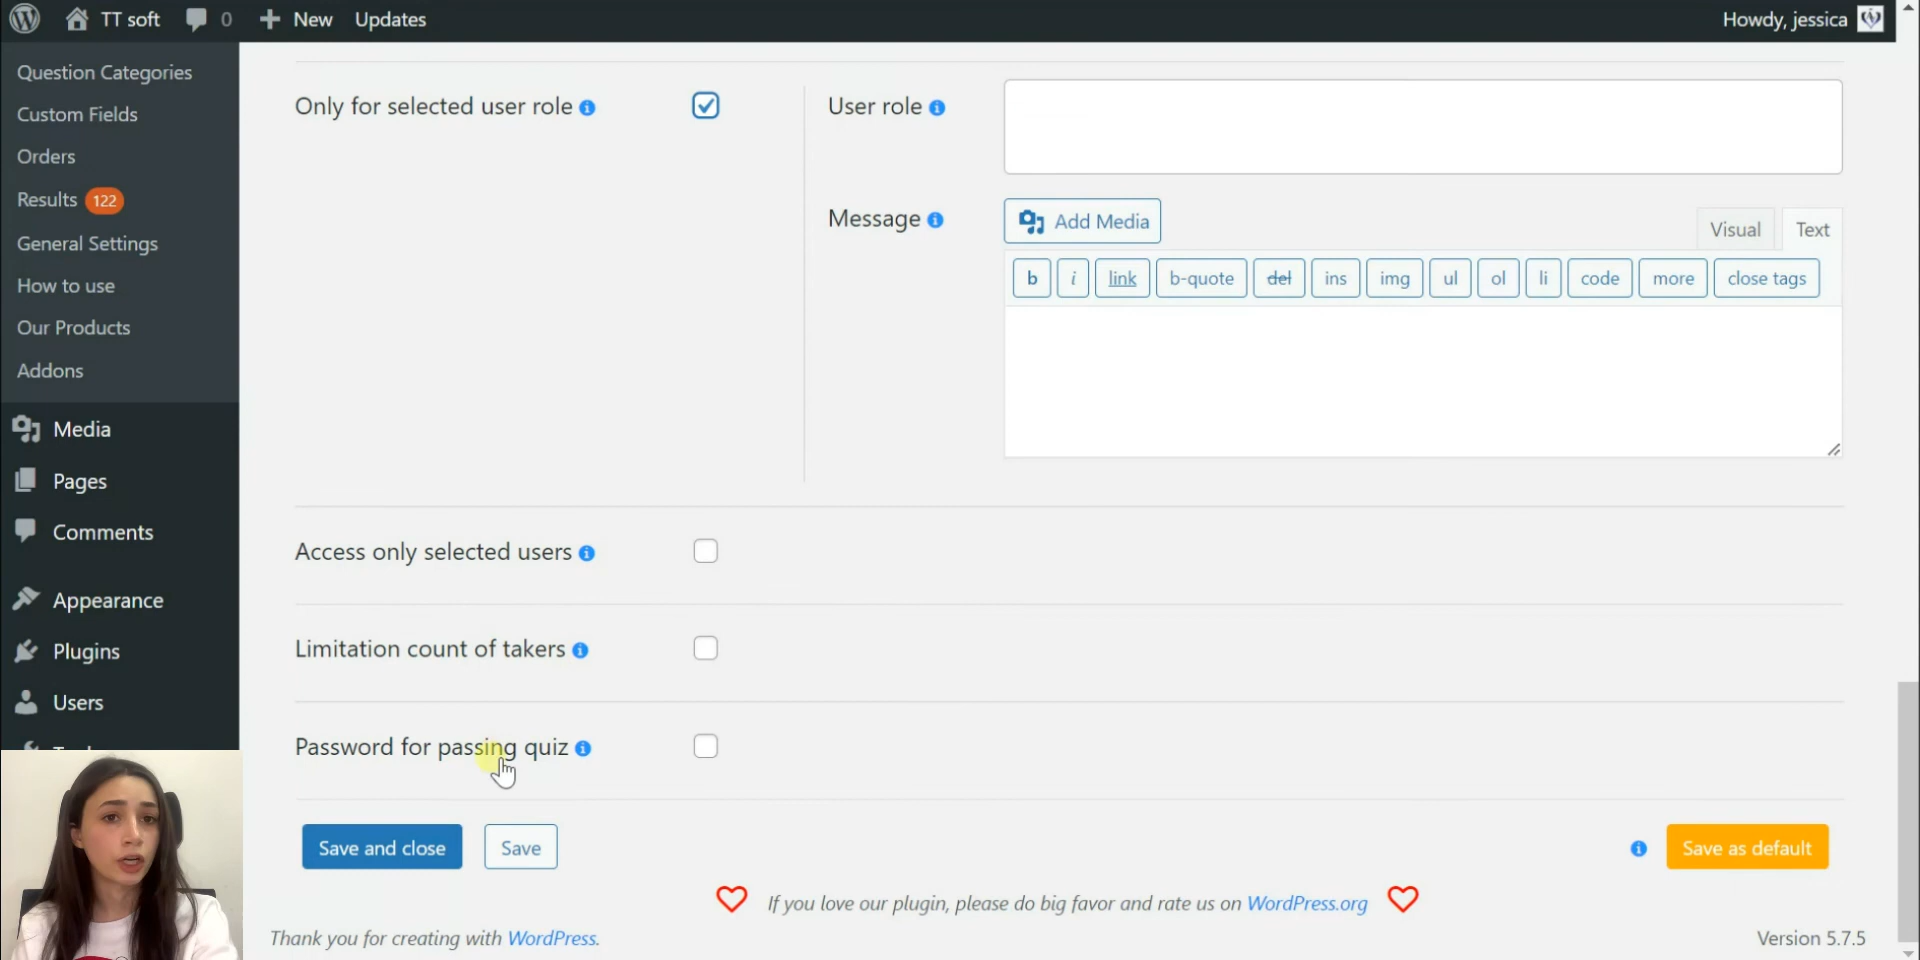 TT soft
0
New
Updates
Howdy, jessica
Question Categories
Custom Fields
Orders
Results 122
General Settings
How to use
Our Products
Addons
Media
Pages
Comments
Appearance
Plugins
Users
Only for selected user role
User role
Message
Add Media
Visual
Text
b
i
link
b-quote
del
ins
img
ul
ol
li
code
more
close tags
Access only selected users
Limitation count of takers
Password for passing quiz
Save and close
Save
Save as default
If you love our plugin, please do big favor and rate us on WordPress.org
Thank you for creating with WordPress.
Version 5.7.5